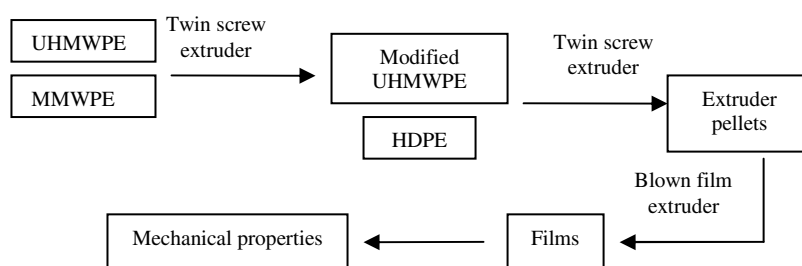 UHMWPE
MMWPE
Twin screw
extruder
Modified
UHMWPE
HDPE
Twin screw
extruder
Extruder
pellets
Blown film
extruder
Films
Mechanical properties